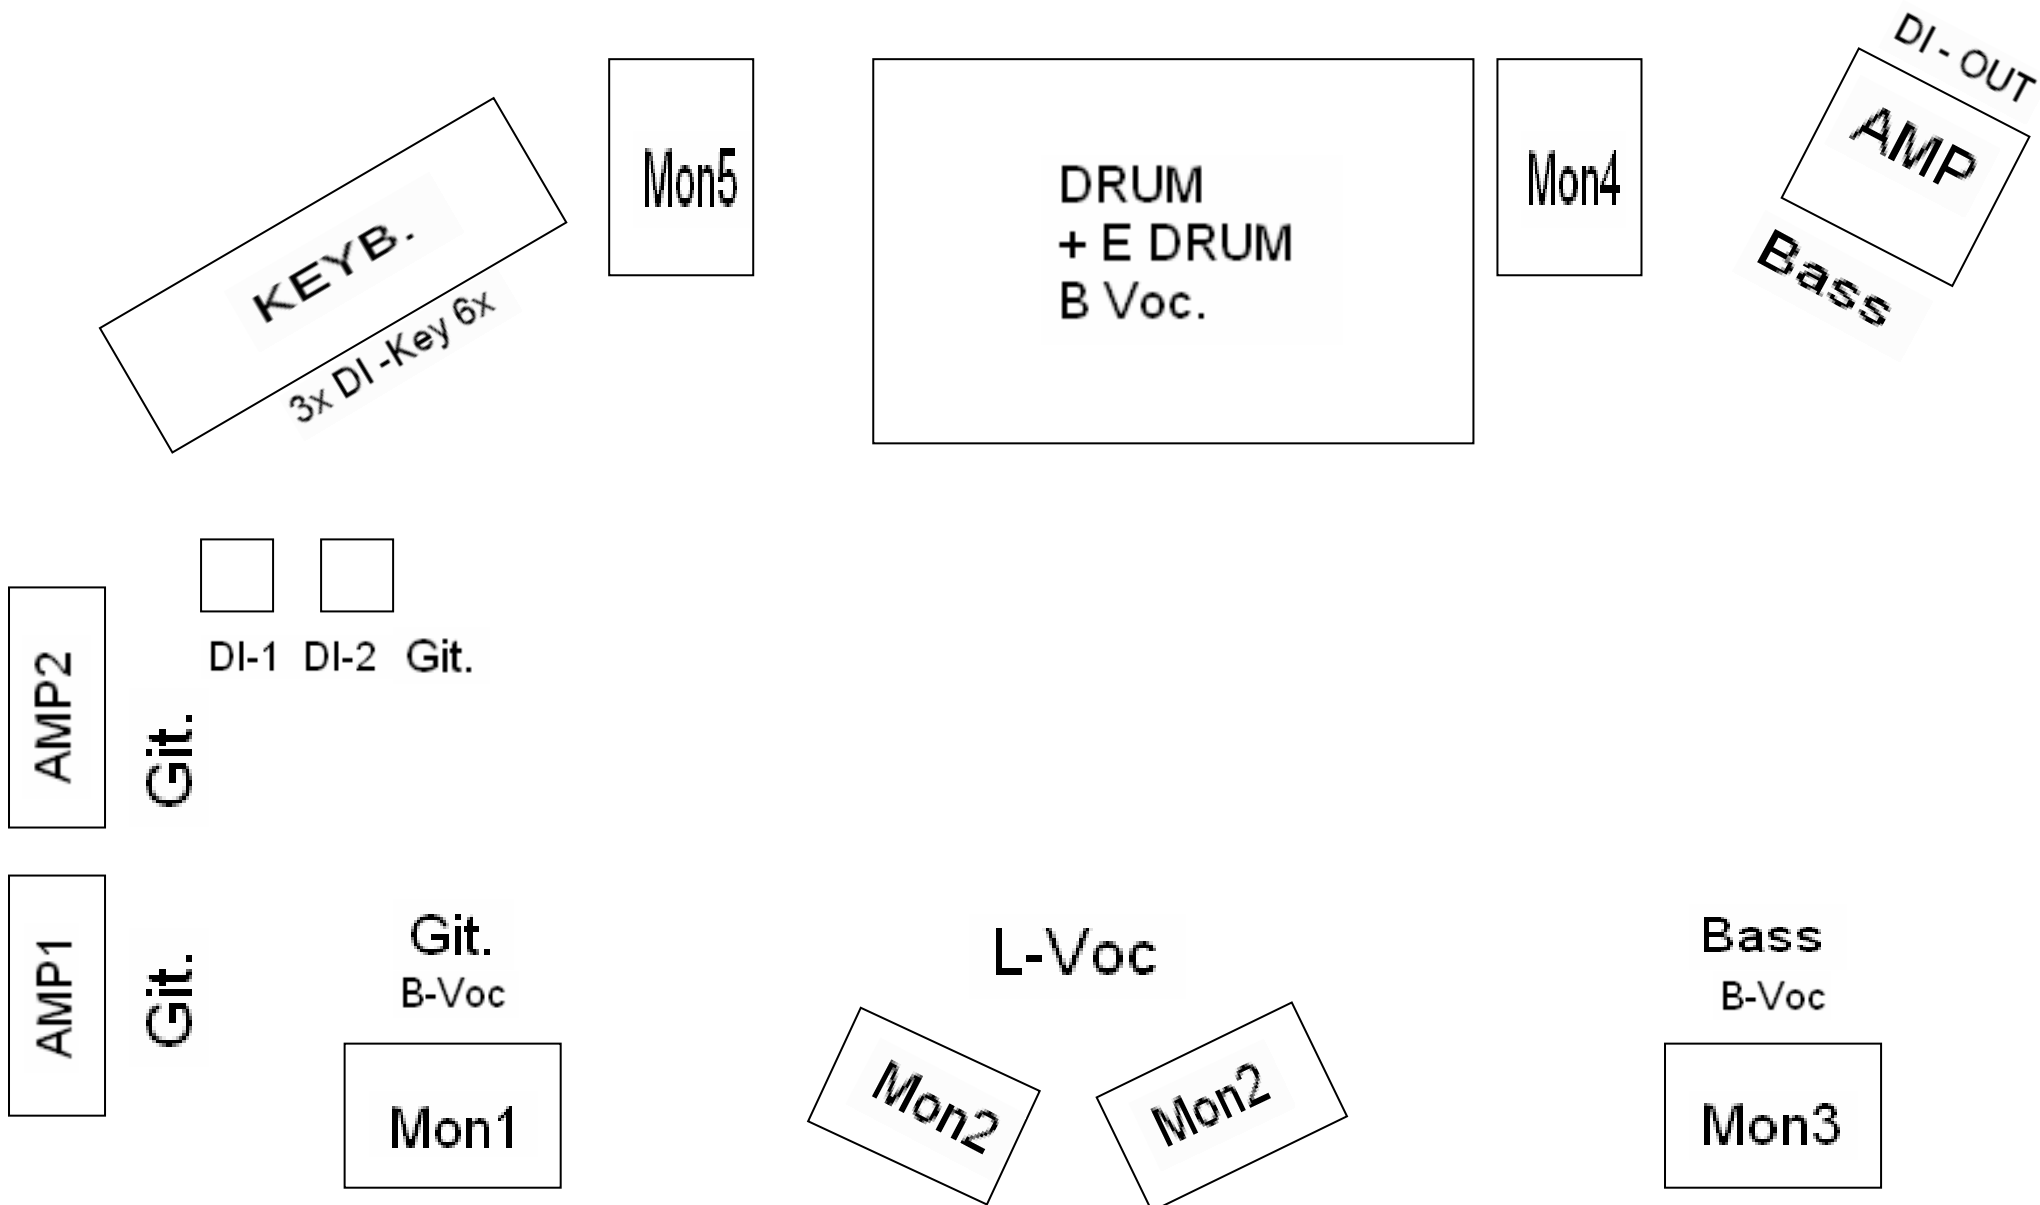 DI - OUT
AMP
Bass
Mon5
DRUM
+ E DRUM
B Voc.
Mon4
KEYB.
3x DI -Key 6x
DI-1 DI-2 Git.
AMP2
Git.
AMP1
Git.
Git.
B-Voc
Mon1
L-Voc
Mon2
Mon2
Bass
B-Voc
Mon3